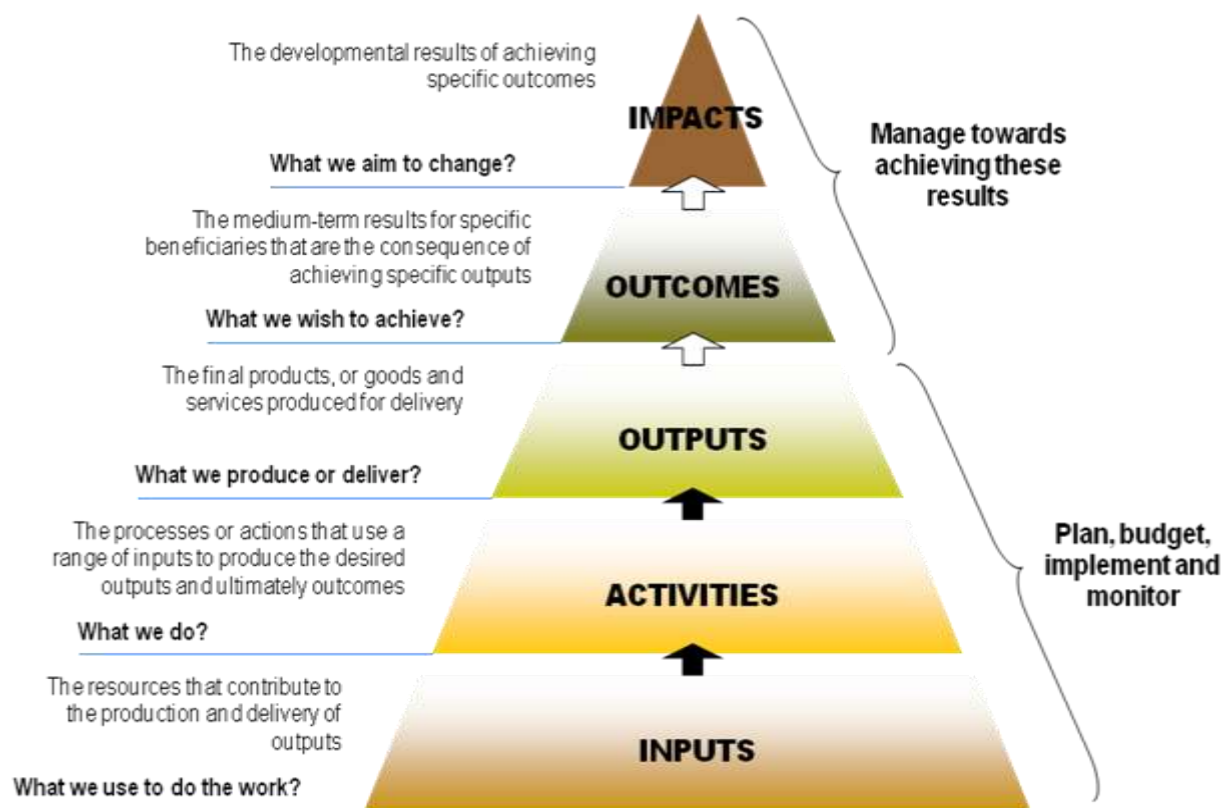 The developmental results of achieving
specific outcomes
IMPACTS
What we aim to change?
Manage towards
achieving these
results
The medium-term results for specific
beneficiaries that are the consequence of
achieving specific outputs
OUTCOMES
What we wish to achieve?
The final products, or goods and
services produced for delivery
OUTPUTS
What we produce or deliver?
The processes or actions that use a
range of inputs to produce the desired
outputs and ultimately outcomes
ACTIVITIES
What we do?
Plan, budget,
implement and
monitor
The resources that contribute to
the production and delivery of
outputs
INPUTS
What we use to do the work?